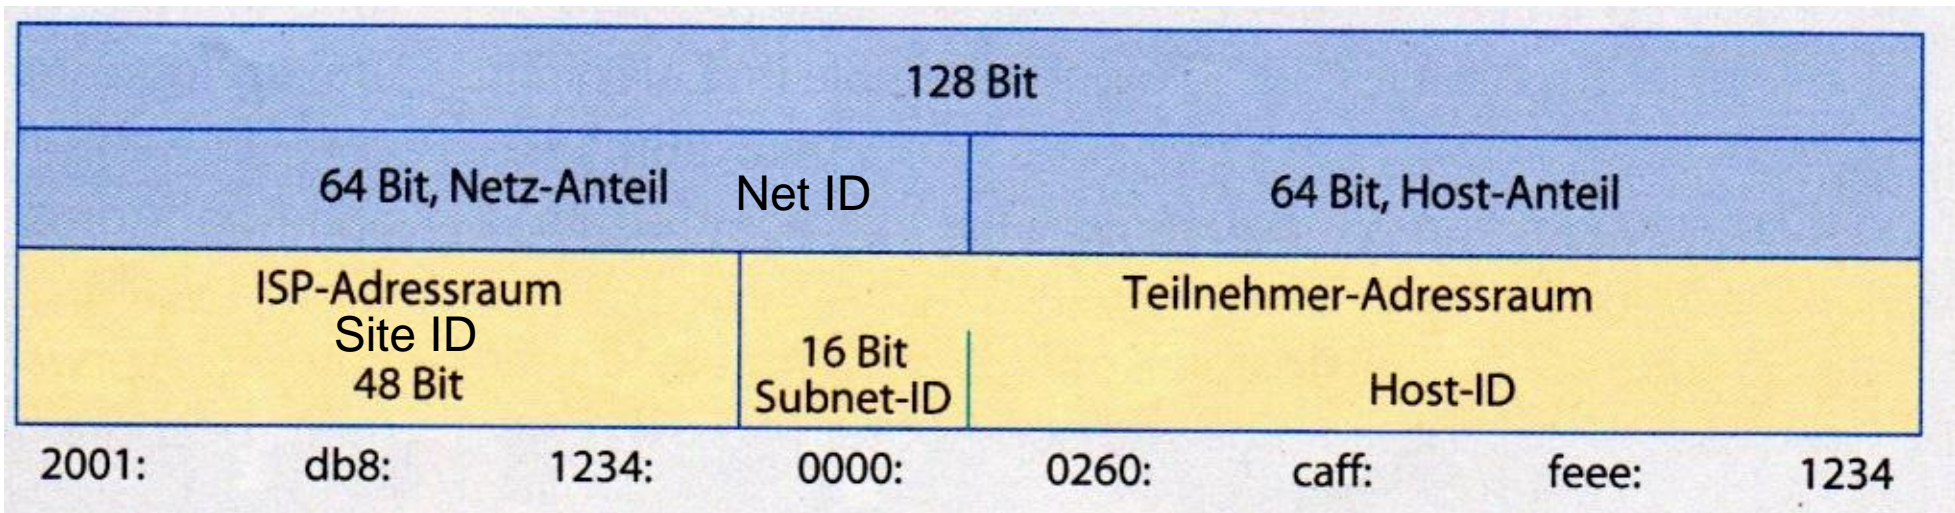 128 Bit
64 Bit, Netz-Anteil Net ID 64 Bit, Host-Anteil
ISP-Adressraum Teilnehmer-Adressraum
Site ID
48 Bit
16 Bit
Subnet-ID
Host-ID
2001: db8: 1234: 0000: 0260: caff: feee: 1234